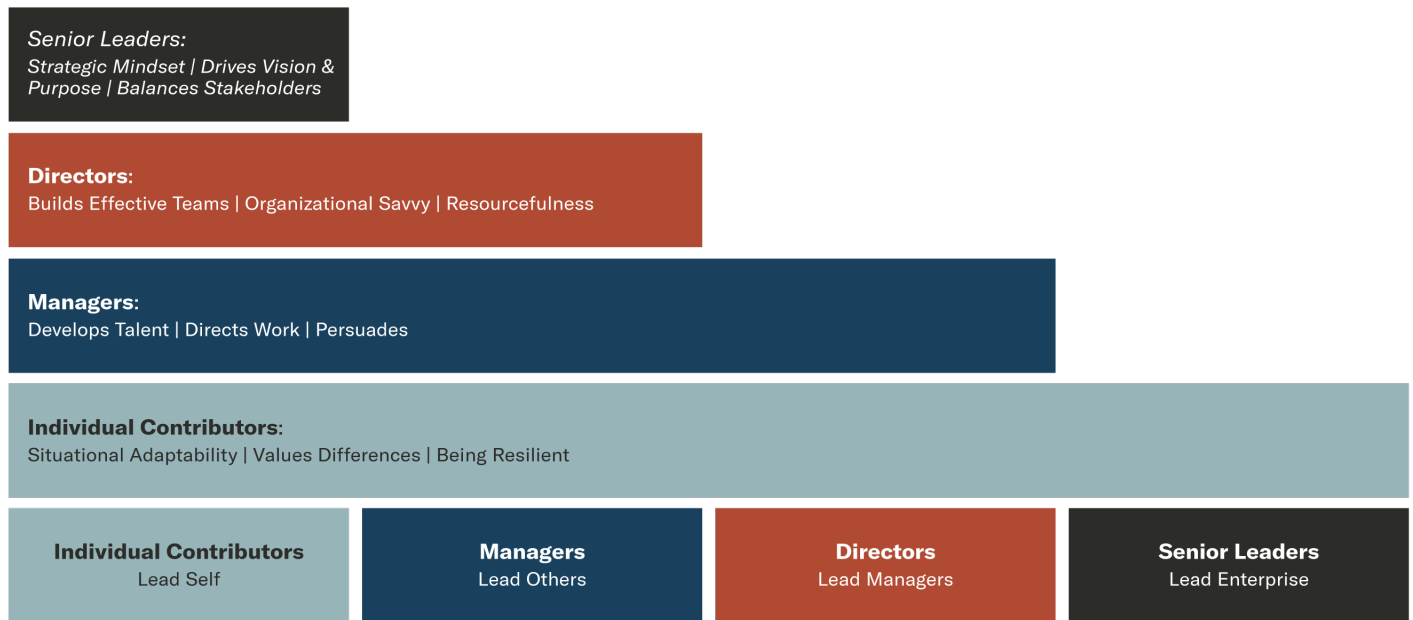 Senior Leaders:
Strategic Mindset | Drives Vision &
Purpose | Balances Stakeholders
Directors:
Builds Effective Teams | Organizational Savvy | Resourcefulness
Managers:
Develops Talent | Directs Work | Persuades
Individual Contributors:
Situational Adaptability | Values Differences | Being Resilient
Individual Contributors
Lead Self
Managers
Lead Others
Directors
Lead Managers
Senior Leaders
Lead Enterprise